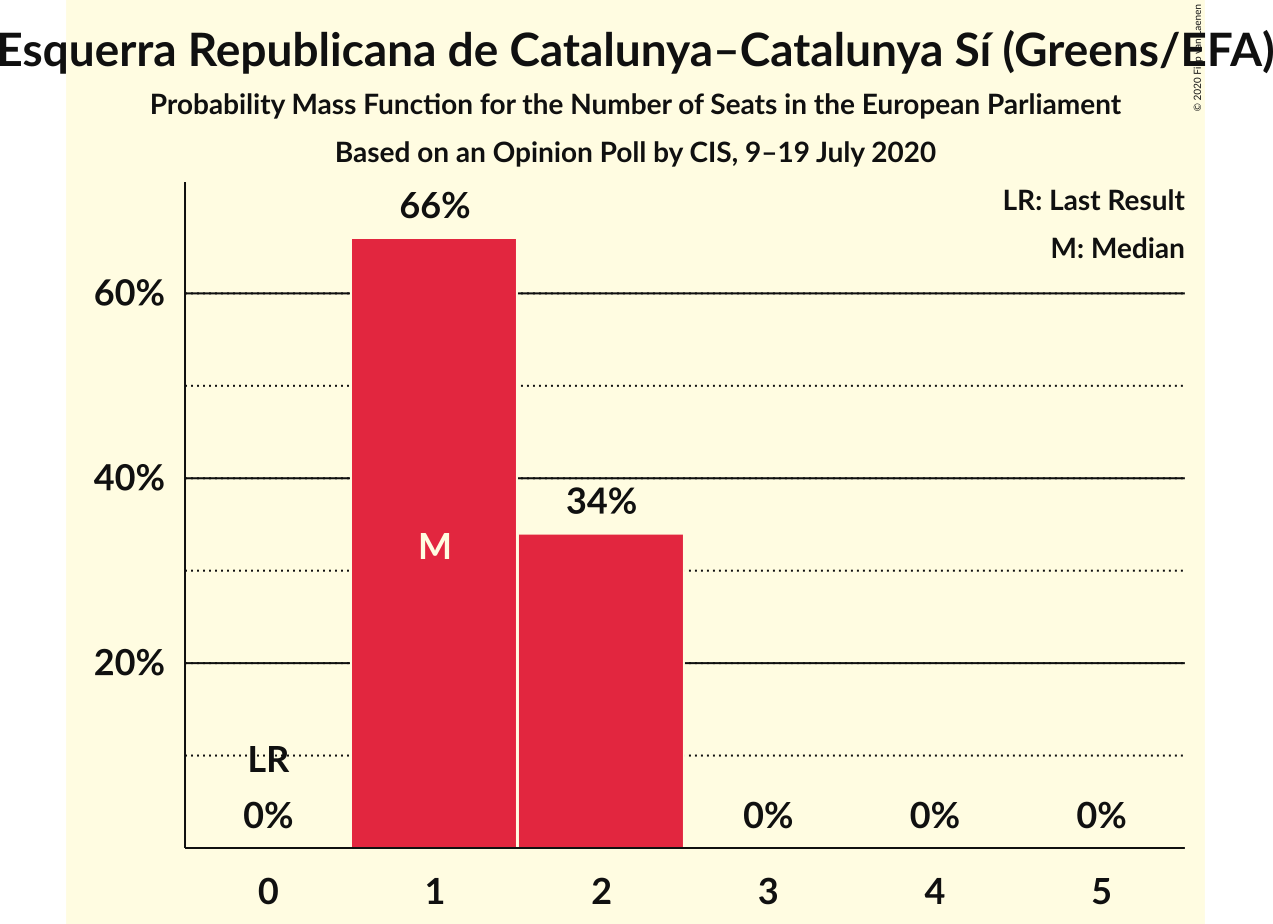 Esquerra Republicana de Catalunya–Catalunya Sí (Greens/EFA)
Probability Mass Function for the Number of Seats in the European Parliament
Based on an Opinion Poll by CIS, 9–19 July 2020
© 2020
LR: Last Result
M: Median
66%
60%
40%
34%
M
20%
LR
0% 0% 0% 0%
0 1 2 3 4 5